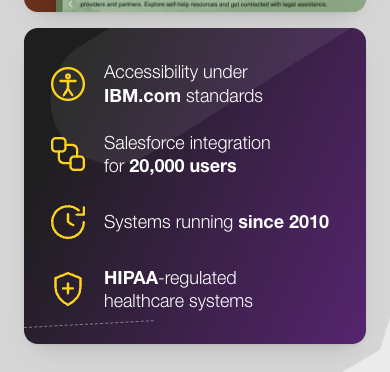 providers and partners. Explore self-help resources and get connected with legal assistance.
Accessibility under
IBM.com standards
Salesforce integration
for 20,000 users
Systems running since 2010
HIPAA-regulated
healthcare systems